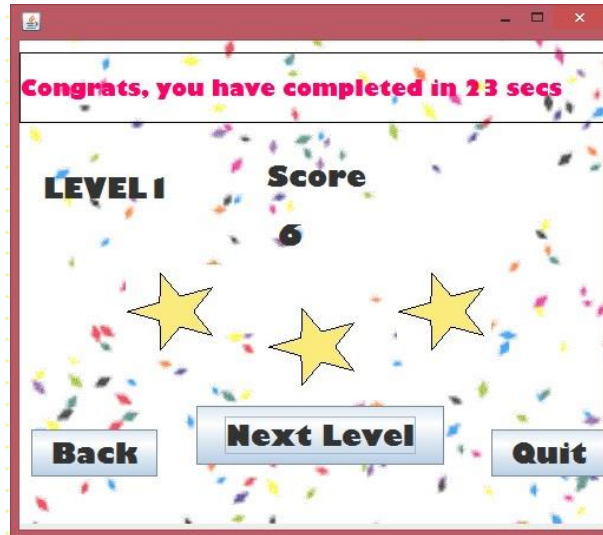 Congrats, you have completed in 23 secs
LEVEL 1
Score
6
Back
Next Level
Quit